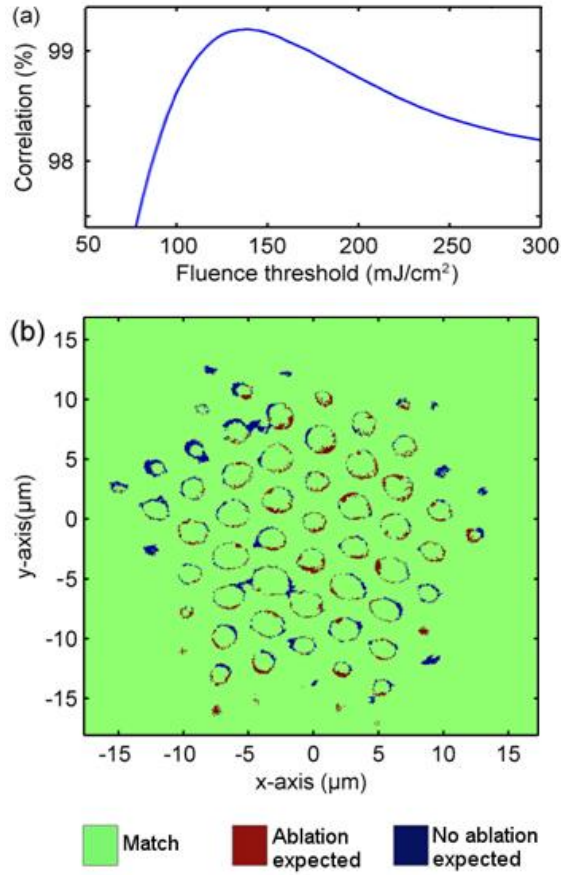 (a)
99
98
Correlation (%)
50 100 150 200 250 300
Fluence threshold (mJ/cm²)
(b)
15
10
5
0
-5
-10
-15
y-axis(µm)
-15 -10 -5 0 5 10 15
x-axis (µm)
Match
Ablation
expected
No ablation
expected